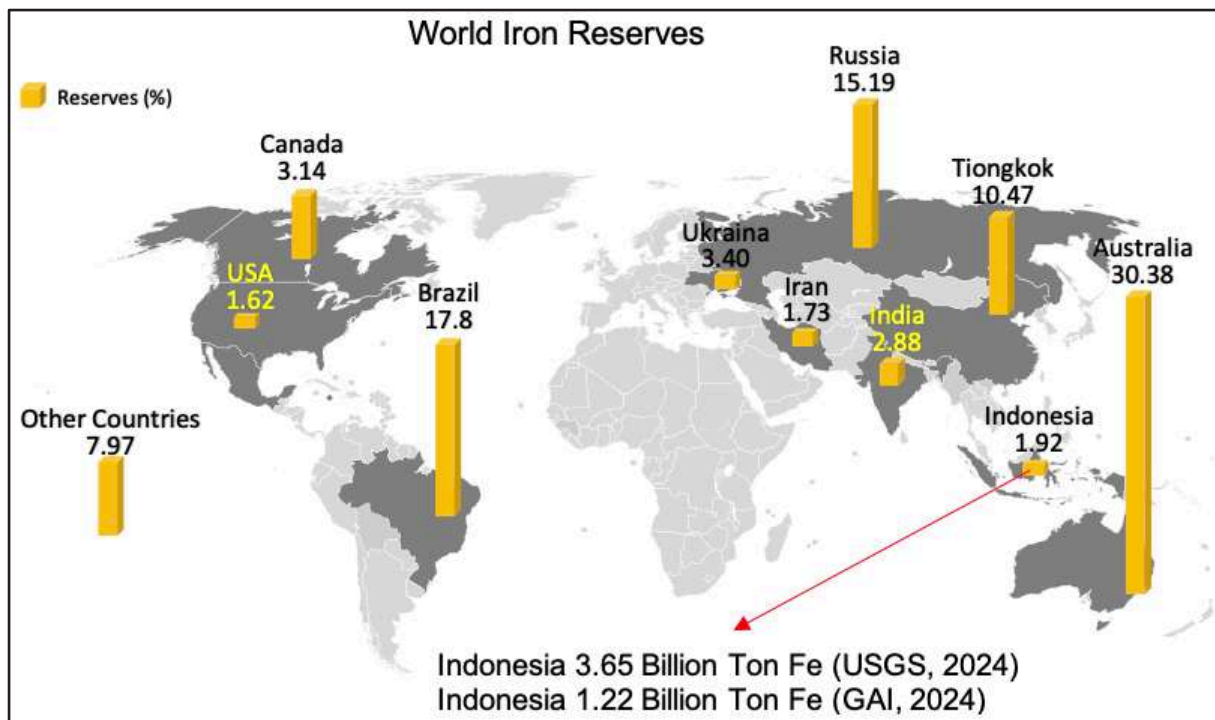 World Iron Reserves
Reserves (%)
Russia
15.19
Canada
3.14
Tiongkok
10.47
Ukraina
3.40
Australia
30.38
USA
1.62
Brazil
17.8
Iran
1.73
India
2.88
Other Countries
7.97
Indonesia
1.92
Indonesia 3.65 Billion Ton Fe (USGS, 2024)
Indonesia 1.22 Billion Ton Fe (GAI, 2024)